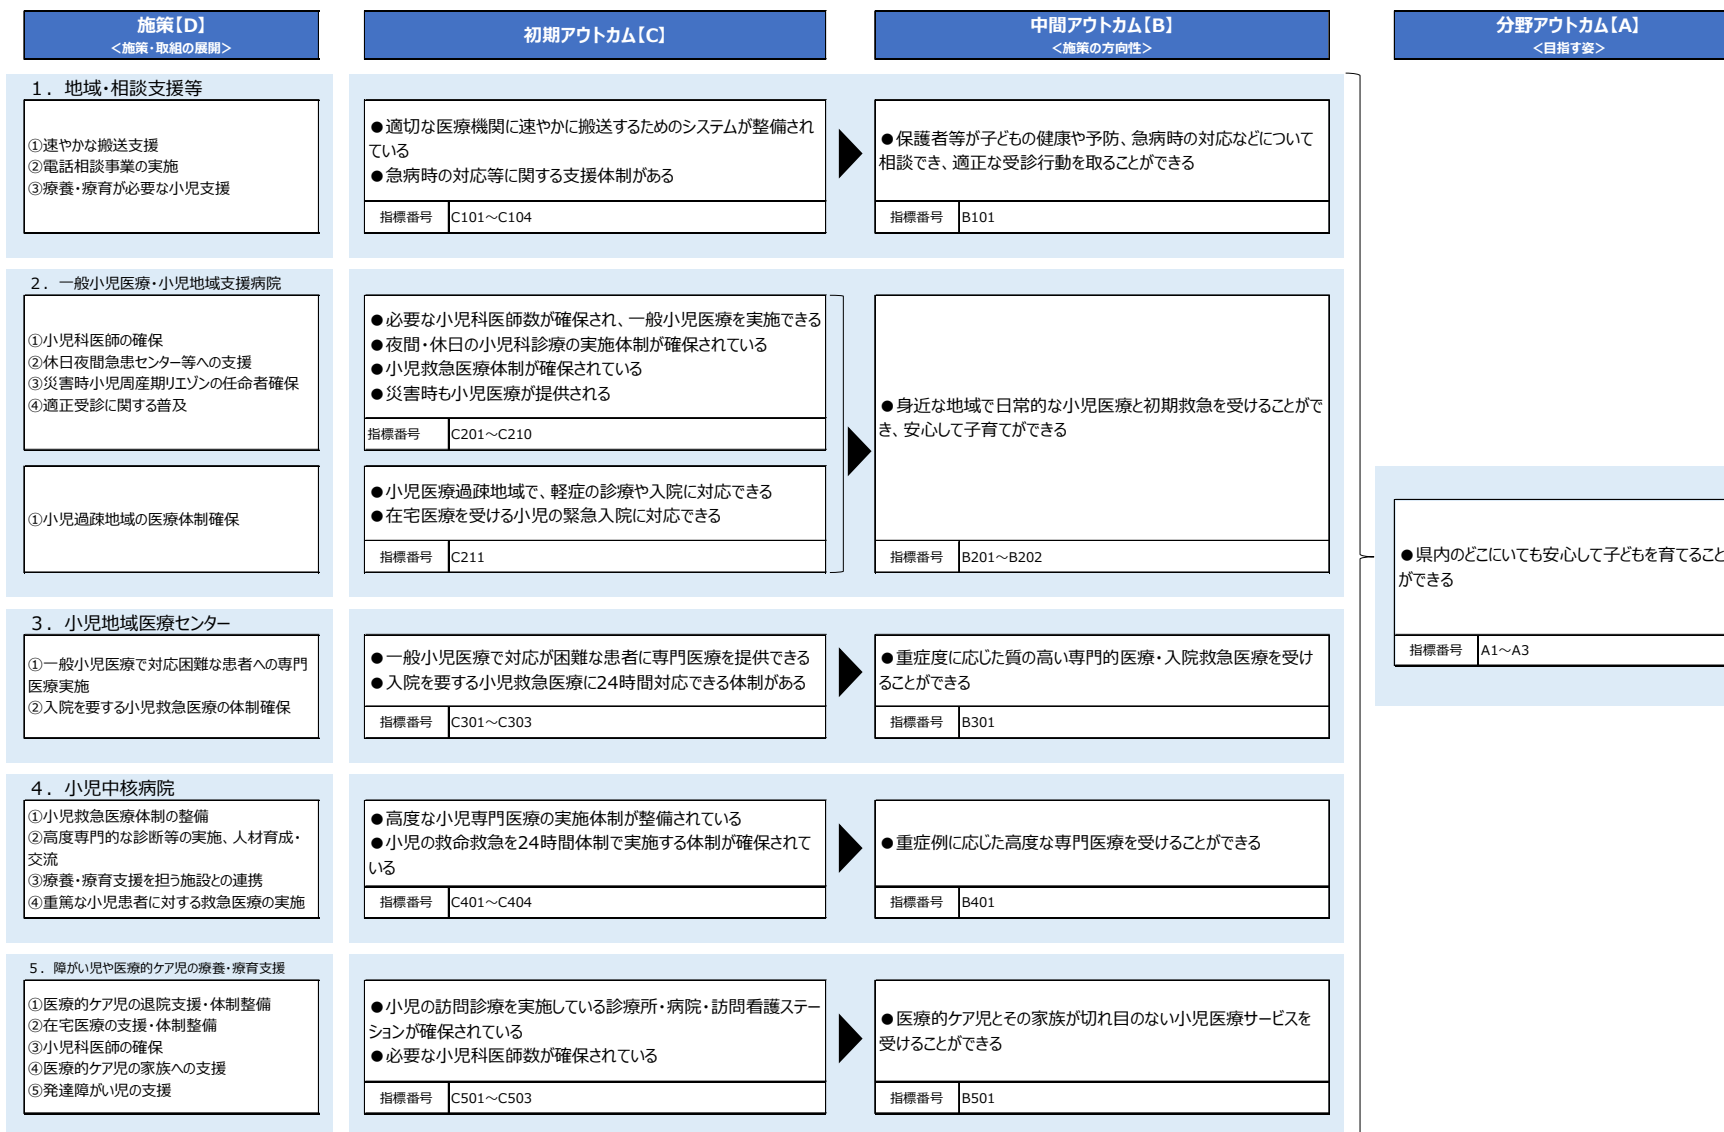 施策【D】
＜施策・取組の展開＞
初期アウトカム【C】
中間アウトカム【B】
＜施策の方向性＞
分野アウトカム【A】
＜目指す姿＞
１．地域・相談支援等
①速やかな搬送支援
②電話相談事業の実施
③療養・療育が必要な小児支援
●適切な医療機関に速やかに搬送するためのシステムが整備され
ている
●急病時の対応等に関する支援体制がある
指標番号 C101～C104
●保護者等が子どもの健康や予防、急病時の対応などについて
相談でき、適正な受診行動を取ることができる
指標番号 B101
２．一般小児医療・小児地域支援病院
①小児科医師の確保
②休日夜間急患センター等への支援
③災害時小児周産期リエゾンの任命者確保
④適正受診に関する普及
●必要な小児科医師数が確保され、一般小児医療を実施できる
●夜間・休日の小児科診療の実施体制が確保されている
●小児救急医療体制が確保されている
●災害時も小児医療が提供される
指標番号 C201～C210
①小児過疎地域の医療体制確保
●小児医療過疎地域で、軽症の診療や入院に対応できる
●在宅医療を受ける小児の緊急入院に対応できる
指標番号 C211
●身近な地域で日常的な小児医療と初期救急を受けることがで
き、安心して子育てができる
指標番号 B201～B202
●県内のどこにいても安心して子どもを育てること
ができる
指標番号 A1～A3
３．小児地域医療センター
①一般小児医療で対応困難な患者への専門
医療実施
②入院を要する小児救急医療の体制確保
●一般小児医療で対応が困難な患者に専門医療を提供できる
●入院を要する小児救急医療に24時間対応できる体制がある
指標番号 C301～C303
●重症度に応じた質の高い専門的医療・入院救急医療を受け
ることができる
指標番号 B301
４．小児中核病院
①小児救急医療体制の整備
②高度専門的な診断等の実施、人材育成・
交流
③療養・療育支援を担う施設との連携
④重篤な小児患者に対する救急医療の実施
●高度な小児専門医療の実施体制が整備されている
●小児の救命救急を24時間体制で実施する体制が確保されて
いる
指標番号 C401～C404
●重症例に応じた高度な専門医療を受けることができる
指標番号 B401
５．障がい児や医療的ケア児の療養・療育支援
①医療的ケア児の退院支援・体制整備
②在宅医療の支援・体制整備
③小児科医師の確保
④医療的ケア児の家族への支援
⑤発達障がい児の支援
●小児の訪問診療を実施している診療所・病院・訪問看護ステー
ションが確保されている
●必要な小児科医師数が確保されている
指標番号 C501～C503
●医療的ケア児とその家族が切れ目のない小児医療サービスを
受けることができる
指標番号 B501